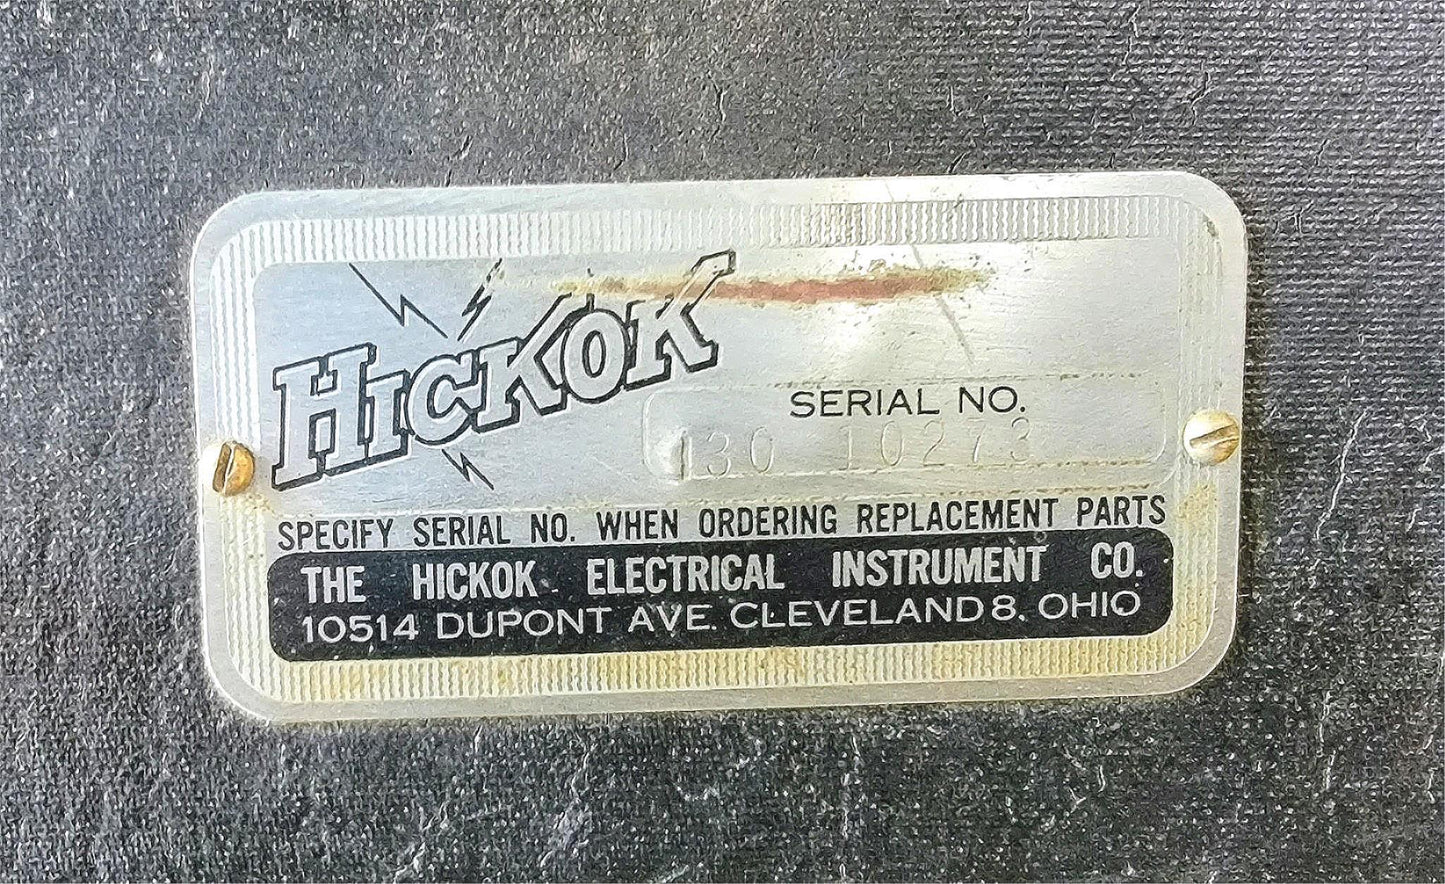 HICKOK
SERIAL NO.
10273
SPECIFY SERIAL NO. WHEN ORDERING REPLACEMENT PARTS
THE HICKOK ELECTRICAL INSTRUMENT CO.
10514 DUPONT AVE. CLEVELAND 8, OHIO